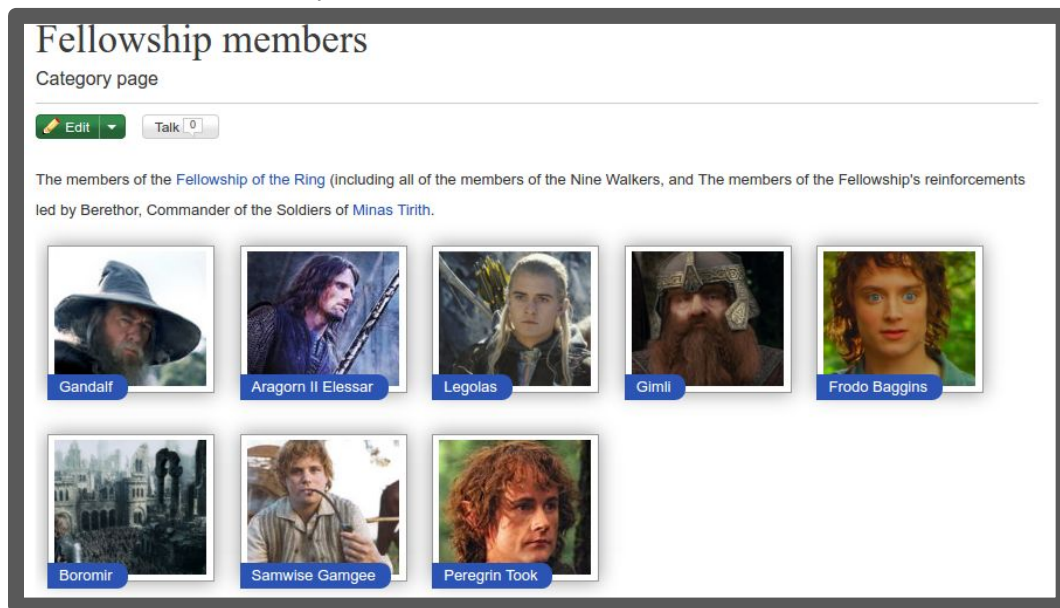 Fellowship members
Category page
Edit
Talk 0
The members of the Fellowship of the Ring (including all of the members of the Nine Walkers, and The members of the Fellowship's reinforcements
led by Berethor, Commander of the Soldiers of Minas Tirith.
Gandalf
Aragorn II Elessar
Legolas
Gimli
Frodo Baggins
Boromir
Samwise Gamgee
Peregrin Took